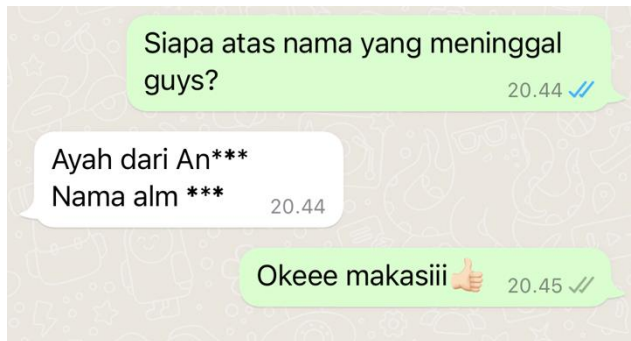 Siapa atas nama yang meninggal
guys?
20.44
Ayah dari An***
Nama alm ***
20.44
Okeee makasiii👍🏻
20.45